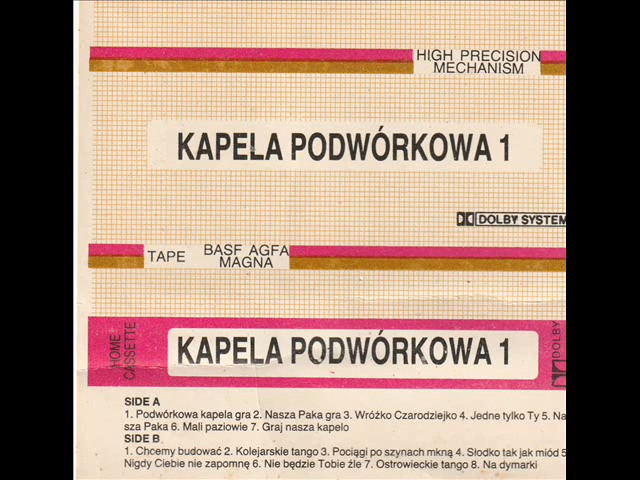 HIGH PRECISION
MECHANISM
KAPELA PODWÓRKOWA 1
DOLBY SYSTEM
TAPE
BASF AGFA
MAGNA
HOME
CASSETTE
KAPELA PODWÓRKOWA 1
DOLBY
SIDE A
1. Podwórkowa kapela gra 2. Nasza Paka gra 3. Wróżko Czarodziejko 4. Jedne tylko Ty 5. Na
sza Paka 6. Mali paziowie 7. Graj nasza kapelo
SIDE B
1. Chcemy budować 2. Kolejarskie tango 3. Pociągi po szynach mkną 4. Słodko tak jak miód 5
Nigdy Ciebie nie zapomnę 6. Nie będzie Tobie źle 7. Ostrowieckie tango 8. Na dymarki